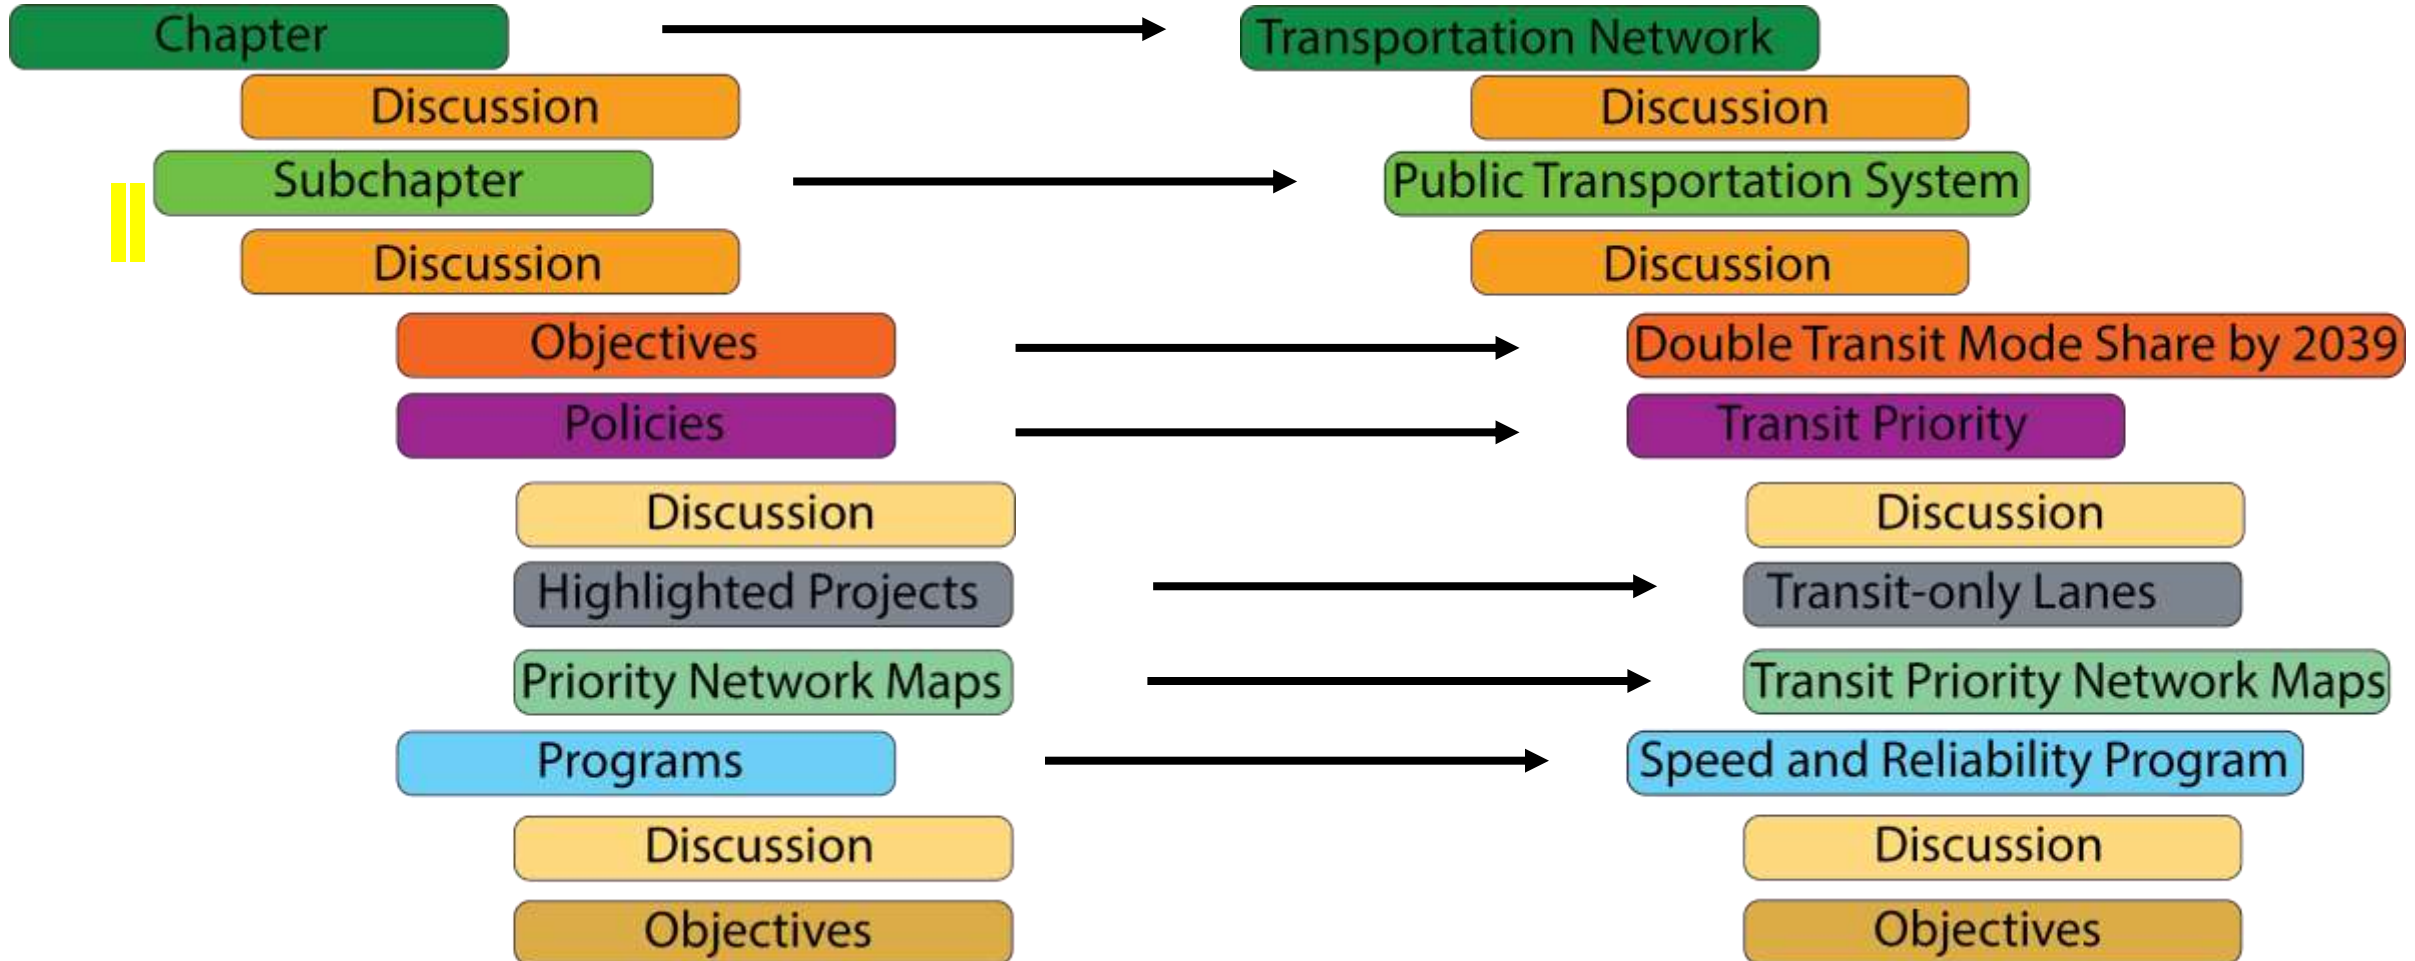 Chapter
Transportation Network
Discussion
Discussion
Subchapter
Public Transportation System
Discussion
Discussion
Objectives
Double Transit Mode Share by 2039
Policies
Transit Priority
Discussion
Discussion
Highlighted Projects
Transit-only Lanes
Priority Network Maps
Transit Priority Network Maps
Programs
Speed and Reliability Program
Discussion
Discussion
Objectives
Objectives